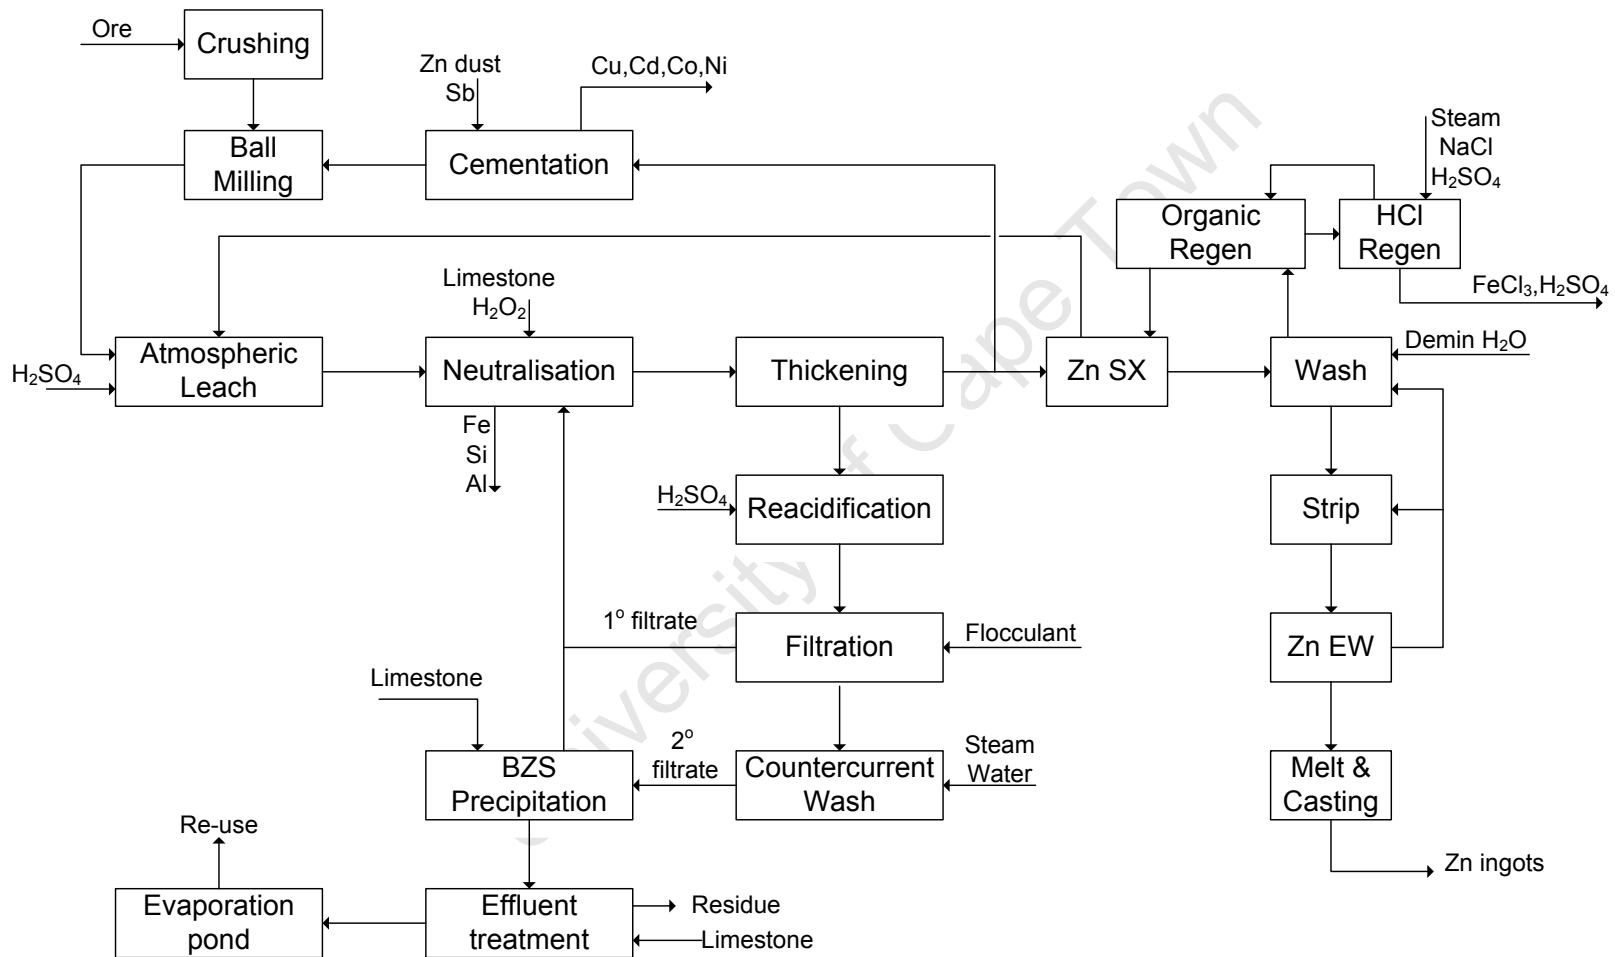 Ore
Crushing
Zn dust
Sb
Cu,Cd,Co,Ni
Steam
NaCl
H₂SO₄
Ball
Milling
Cementation
Organic
Regen
HCl
Regen
FeCl₃,H₂SO₄
Limestone
H₂O₂
Demin H₂O
H₂SO₄
Atmospheric
Leach
Neutralisation
Thickening
Zn SX
Wash
Fe
Si
Al
H₂SO₄
Reacidification
Strip
1° filtrate
Filtration
Flocculant
Zn EW
Limestone
2°
filtrate
Steam
Water
BZS
Precipitation
Countercurrent
Wash
Melt &
Casting
Re-use
Zn ingots
Evaporation
pond
Effluent
treatment
Residue
Limestone
University of Cape Town